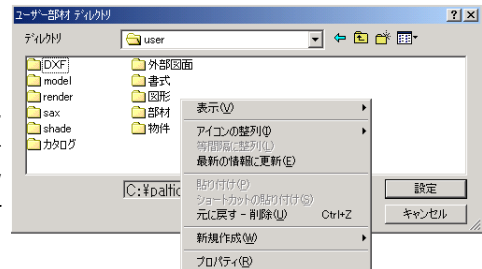 ユーザー部材 ディレクトリ
ディレクトリ
user
DXF
model
render
sax
shade
カタログ
外部図面
書式
図形
部材
物件
表示(V)
アイコンの整列(I)
等間隔に整列(L)
最新の情報に更新(E)
貼り付け(P)
ショートカットの貼り付け(S)
元に戻す - 削除(U) Ctrl+Z
新規作成(W)
プロパティ(R)
C:¥paltic
設定
キャンセル